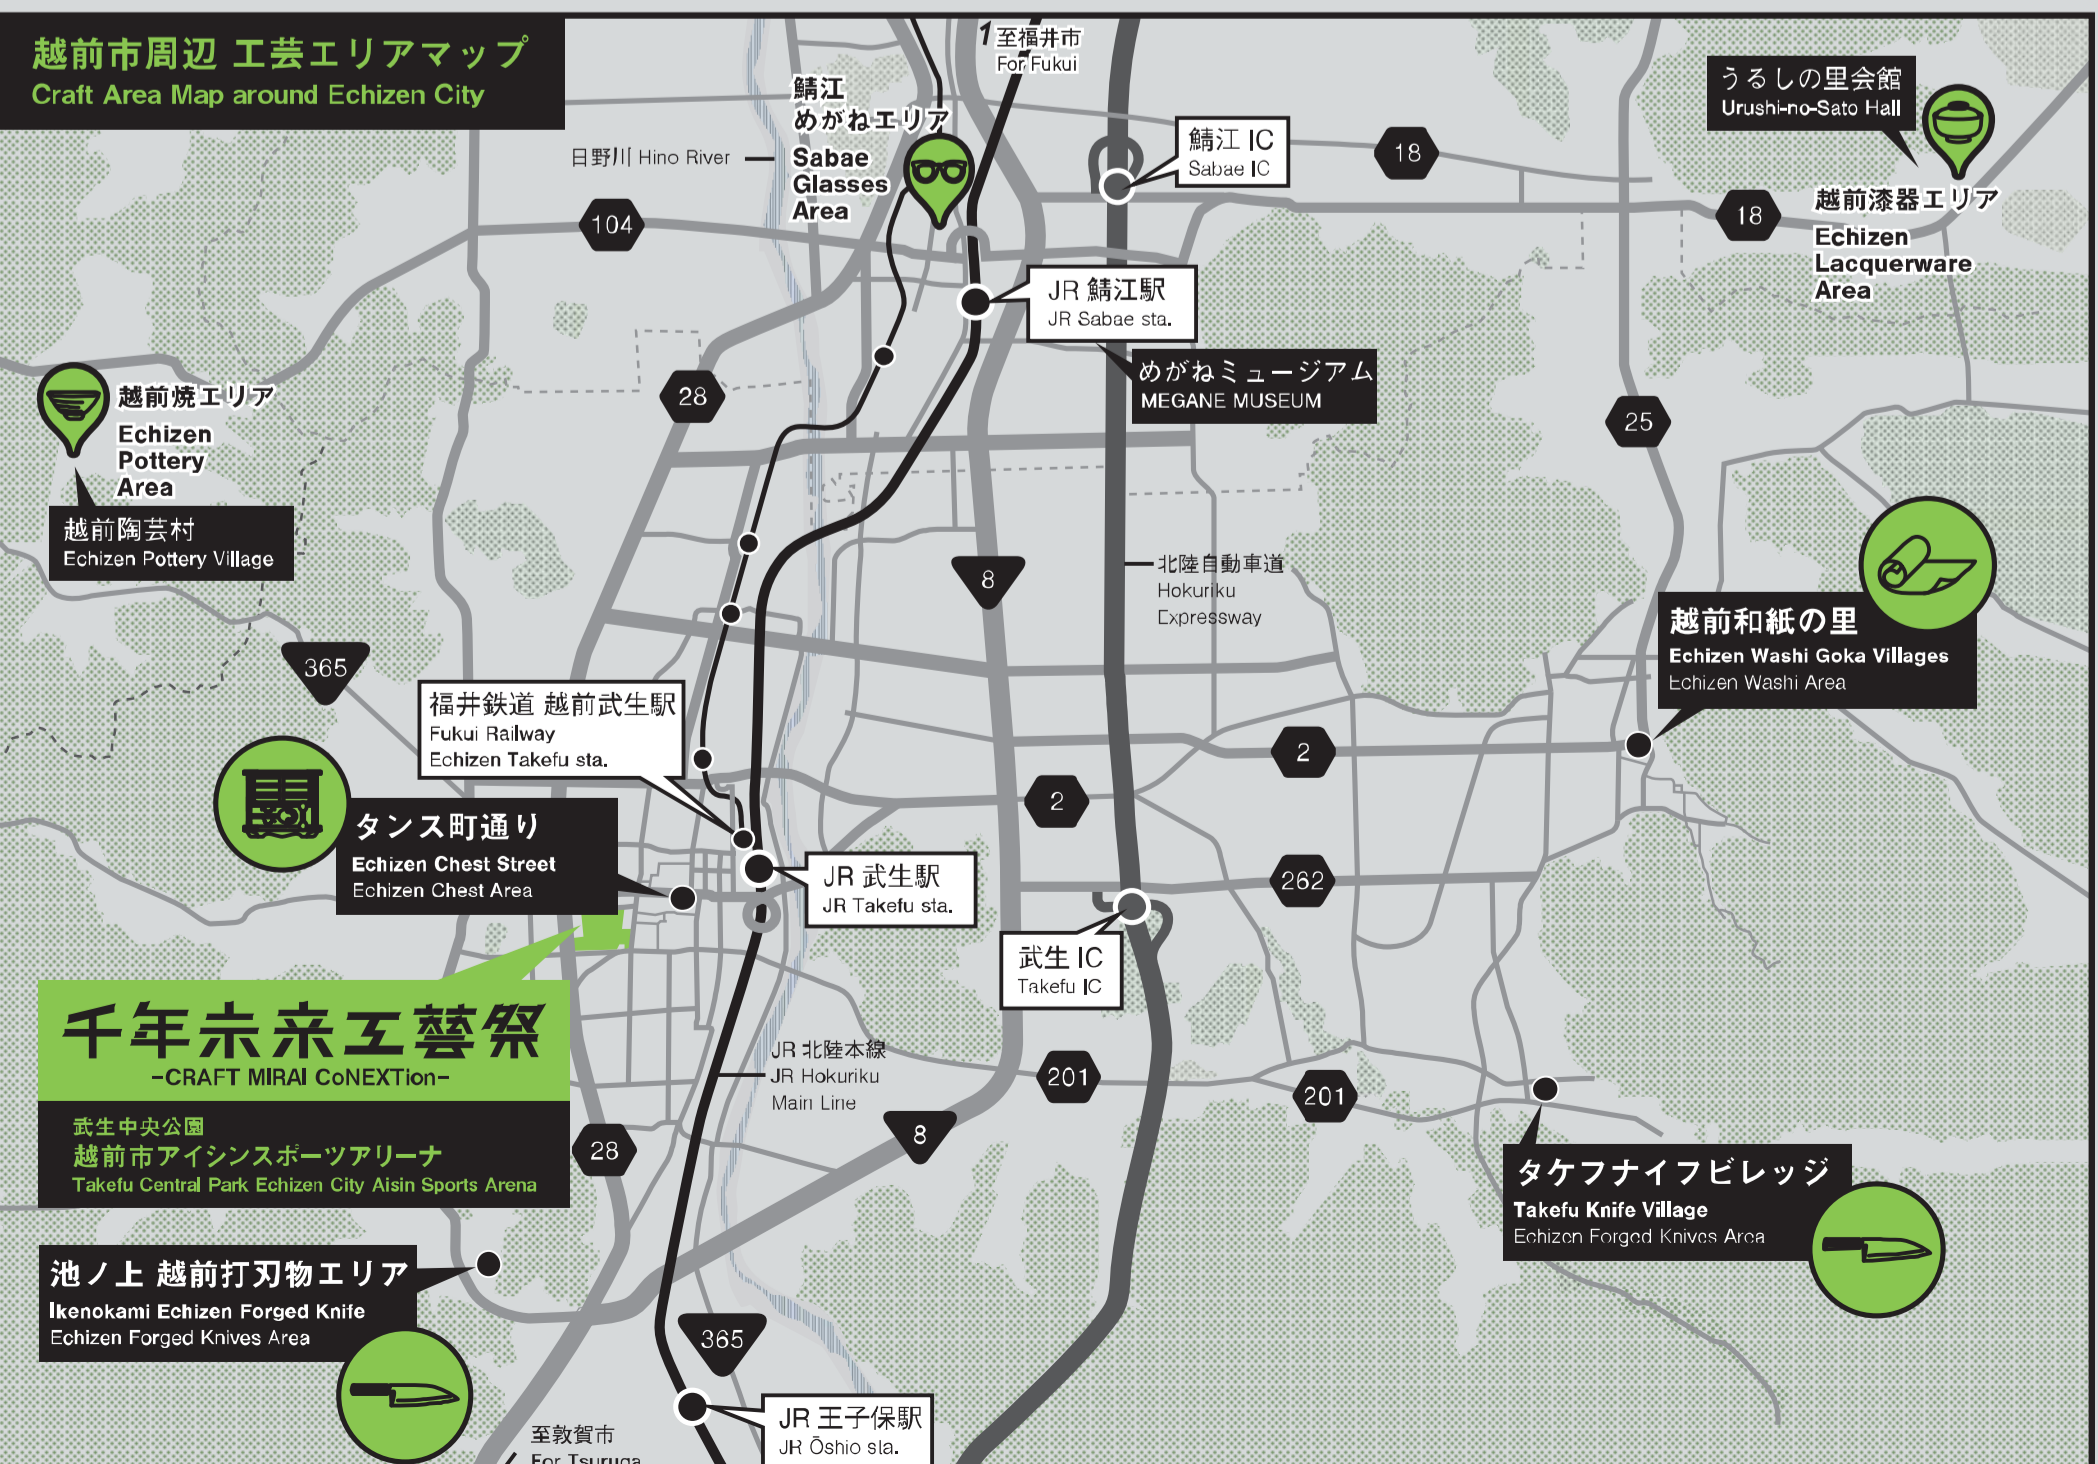 越前市周辺 工芸エリアマップ
Craft Area Map around Echizen City
1
至福井市
For Fukui
鯖江
めがねエリア
Sabae
Glasses
Area
日野川 Hino River
鯖江 IC
Sabae IC
18
うるしの里会館
Urushi-no-Sato Hall
104
18
越前漆器エリア
Echizen
Lacquerware
Area
JR 鯖江駅
JR Sabae sta.
めがねミュージアム
MEGANE MUSEUM
28
25
越前焼エリア
Echizen
Pottery
Area
越前陶芸村
Echizen Pottery Village
8
北陸自動車道
Hokuriku
Expressway
越前和紙の里
Echizen Washi Goka Villages
Echizen Washi Area
365
福井鉄道 越前武生駅
Fukui Railway
Echizen Takefu sta.
2
2
タンス町通り
Echizen Chest Street
Echizen Chest Area
JR 武生駅
JR Takefu sta.
262
武生 IC
Takefu IC
千年未来工藝祭
-CRAFT MIRAI CoNEXTion-
武生中央公園
越前市アイシンスポーツアリーナ
Takefu Central Park Echizen City Aisin Sports Arena
JR 北陸本線
JR Hokuriku
Main Line
201
201
8
28
タケフナイフビレッジ
Takefu Knife Village
Echizen Forged Knives Area
池ノ上 越前打刃物エリア
Ikenokami Echizen Forged Knife
Echizen Forged Knives Area
365
JR 王子保駅
JR Ōshio sta.
至敦賀市
For Tsuruga